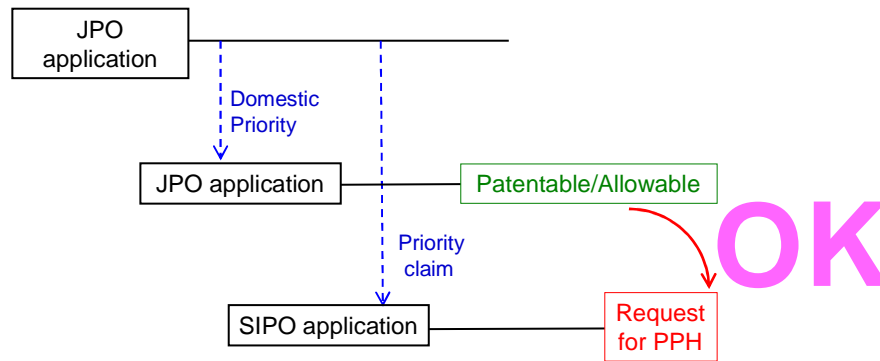 JPO
application
Domestic
Priority
JPO application
Patentable/Allowable
OK
Priority
claim
SIPO application
Request
for PPH